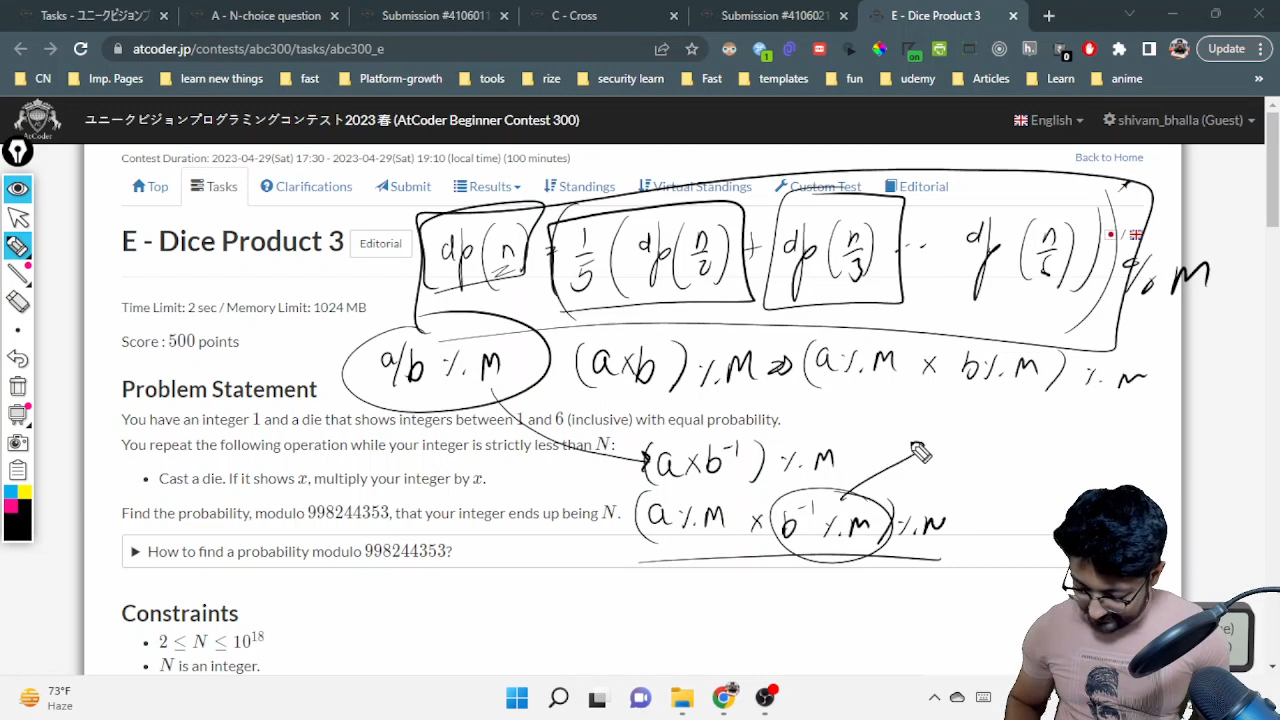 Tasks - ユニークビジョンプ
A - N-choice question
Submission #4106011
C - Cross
Submission #4106021
E - Dice Product 3
atcoder.jp/contests/abc300/tasks/abc300_e
Update
CN
Imp. Pages
learn new things
fast
Platform-growth
tools
rize
security learn
Fast
templates
fun
udemy
Articles
Learn
anime
»
ユニークビジョンプログラミングコンテスト2023 春 (AtCoder Beginner Contest 300)
English
shivam_bhalla (Guest)
Contest Duration: 2023-04-29(Sat) 17:30 - 2023-04-29(Sat) 19:10 (local time) (100 minutes)
Back to Home
Top
Tasks
Clarifications
Submit
Results
Standings
Virtual Standings
Custom Test
Editorial
E - Dice Product 3
Editorial
dp(n) = 1/5 (dp(n/2) + dp(n/3) ... dp(n/6)) % M
Time Limit: 2 sec / Memory Limit: 1024 MB
Score : 500 points
a/b % M
(a×b) % M ⇒ (a % M × b % M) % M
Problem Statement
You have an integer 1 and a die that shows integers between 1 and 6 (inclusive) with equal probability.
You repeat the following operation while your integer is strictly less than N:
(a×b⁻¹) % M
Cast a die. If it shows x, multiply your integer by x.
Find the probability, modulo 998244353, that your integer ends up being N.
(a % M × b⁻¹ % M) % M
How to find a probability modulo 998244353?
Constraints
2 ≤ N ≤ 10¹⁸
N is an integer.
73°F
Haze